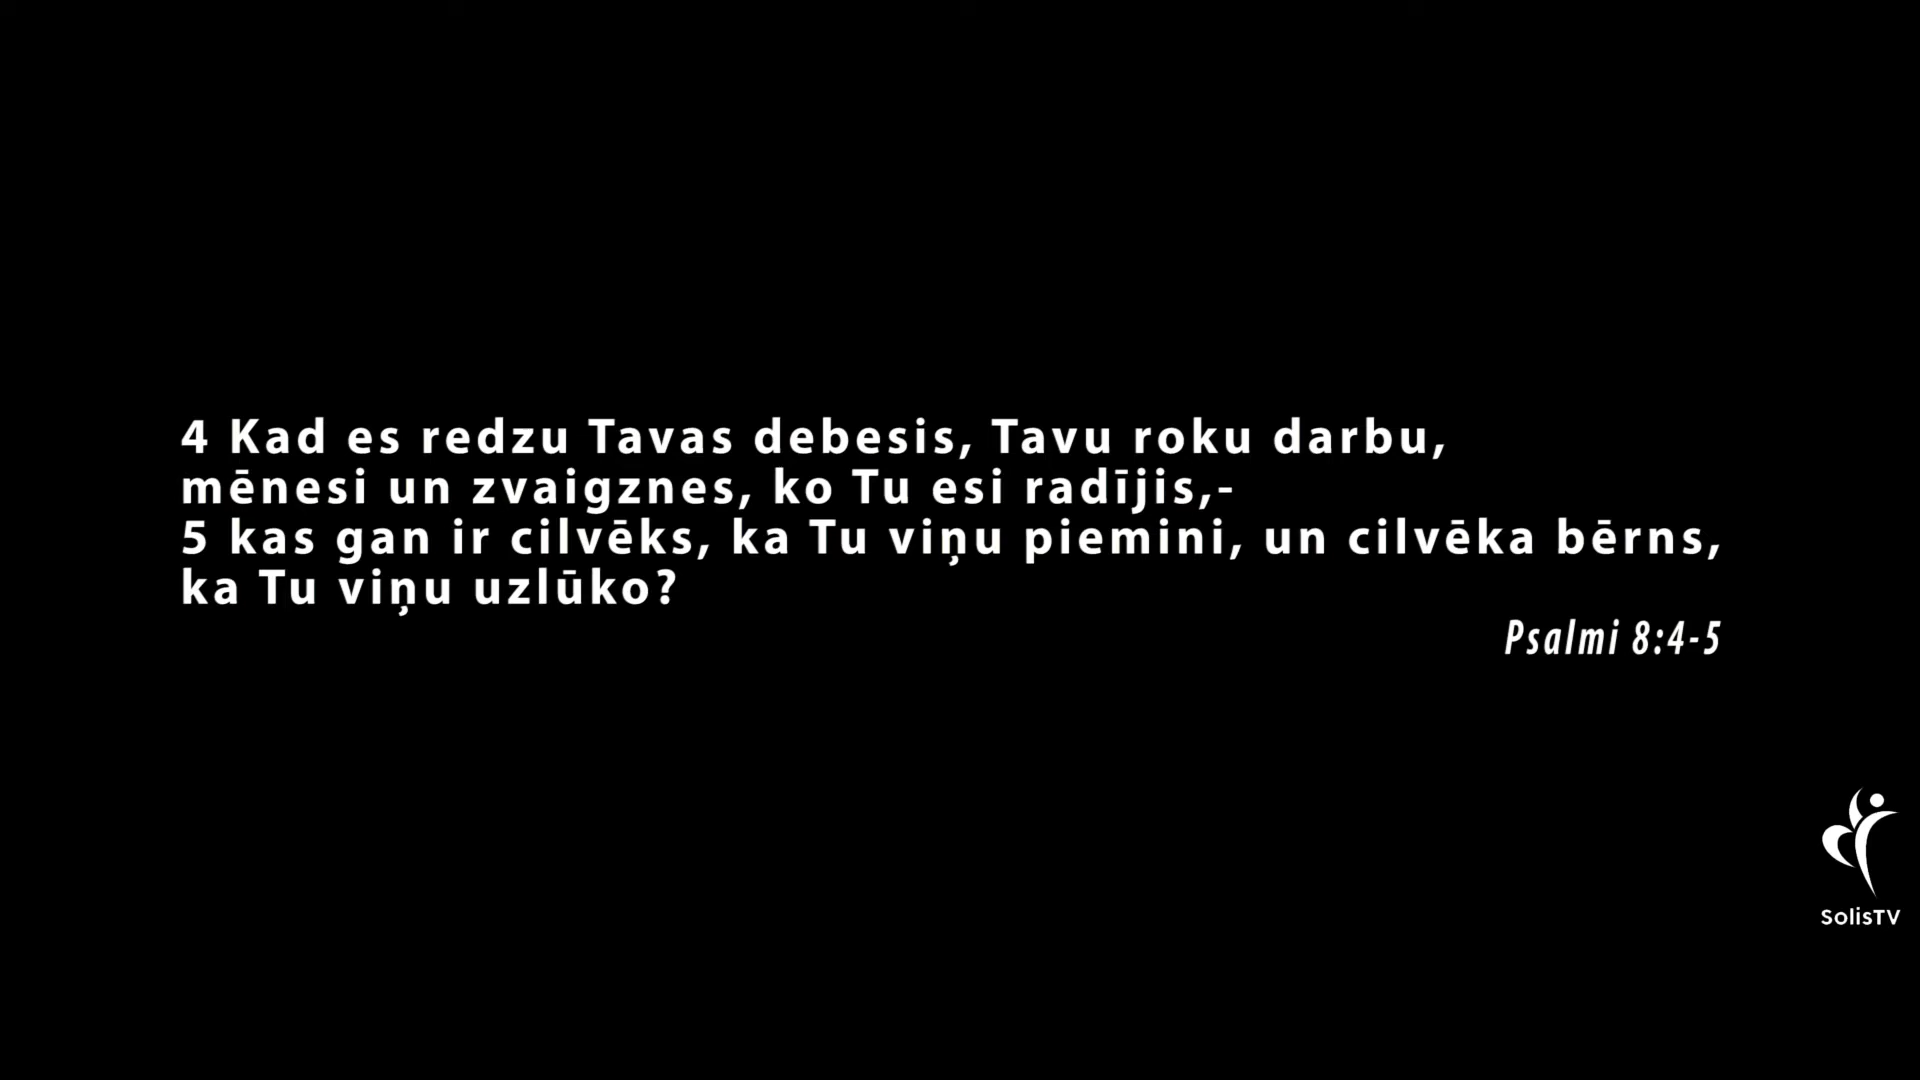 4 Kad es redzu Tavas debesis, Tavu roku darbu,
mēnesi un zvaigznes, ko Tu esi radījis,-
5 kas gan ir cilvēks, ka Tu viņu piemini, un cilvēka bērns,
ka Tu viņu uzlūko?
Psalmi 8:4-5
SolisTV